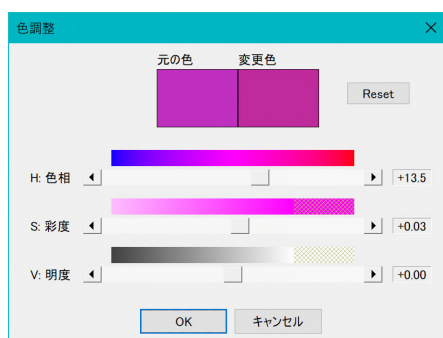 色調整
元の色 変更色
Reset
H: 色相 +13.5
S: 彩度 +0.03
V: 明度 +0.00
OK キャンセル